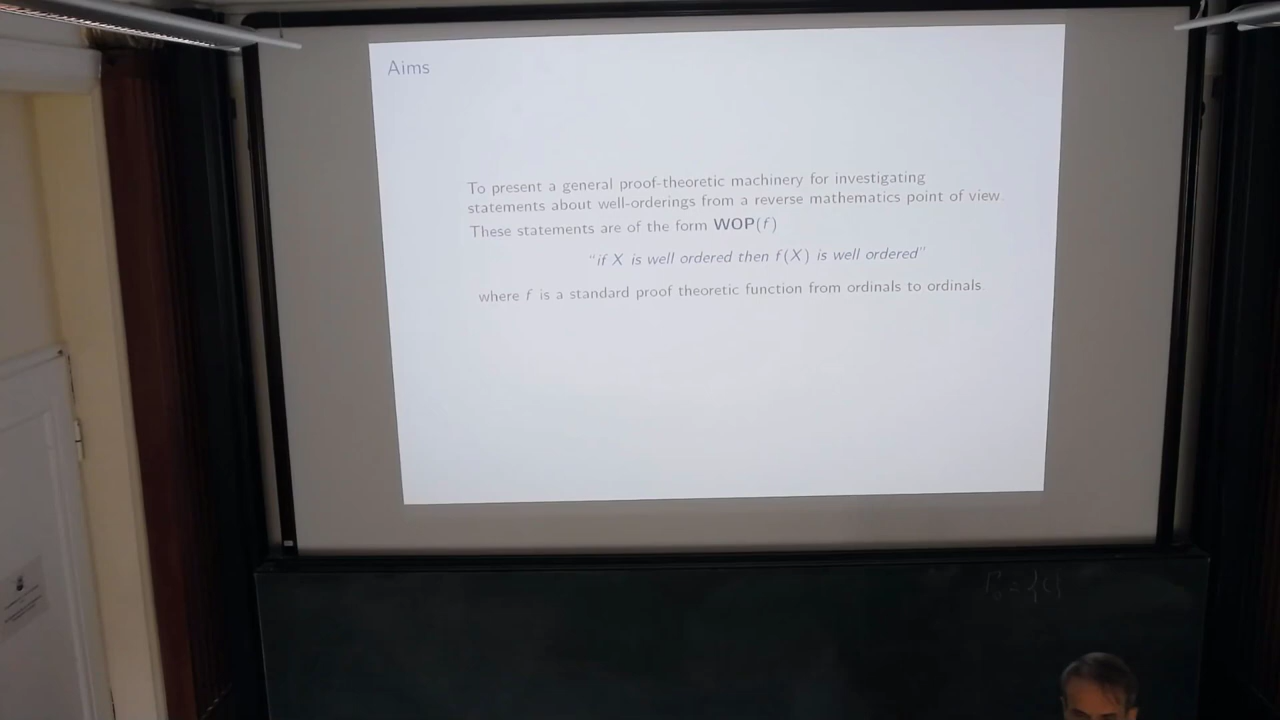 Aims
To present a general proof-theoretic machinery for investigating
statements about well-orderings from a reverse mathematics point of view
These statements are of the form WOP(f)
"if X is well ordered then f(X) is well ordered"
where f is a standard proof theoretic function from ordinals to ordinals